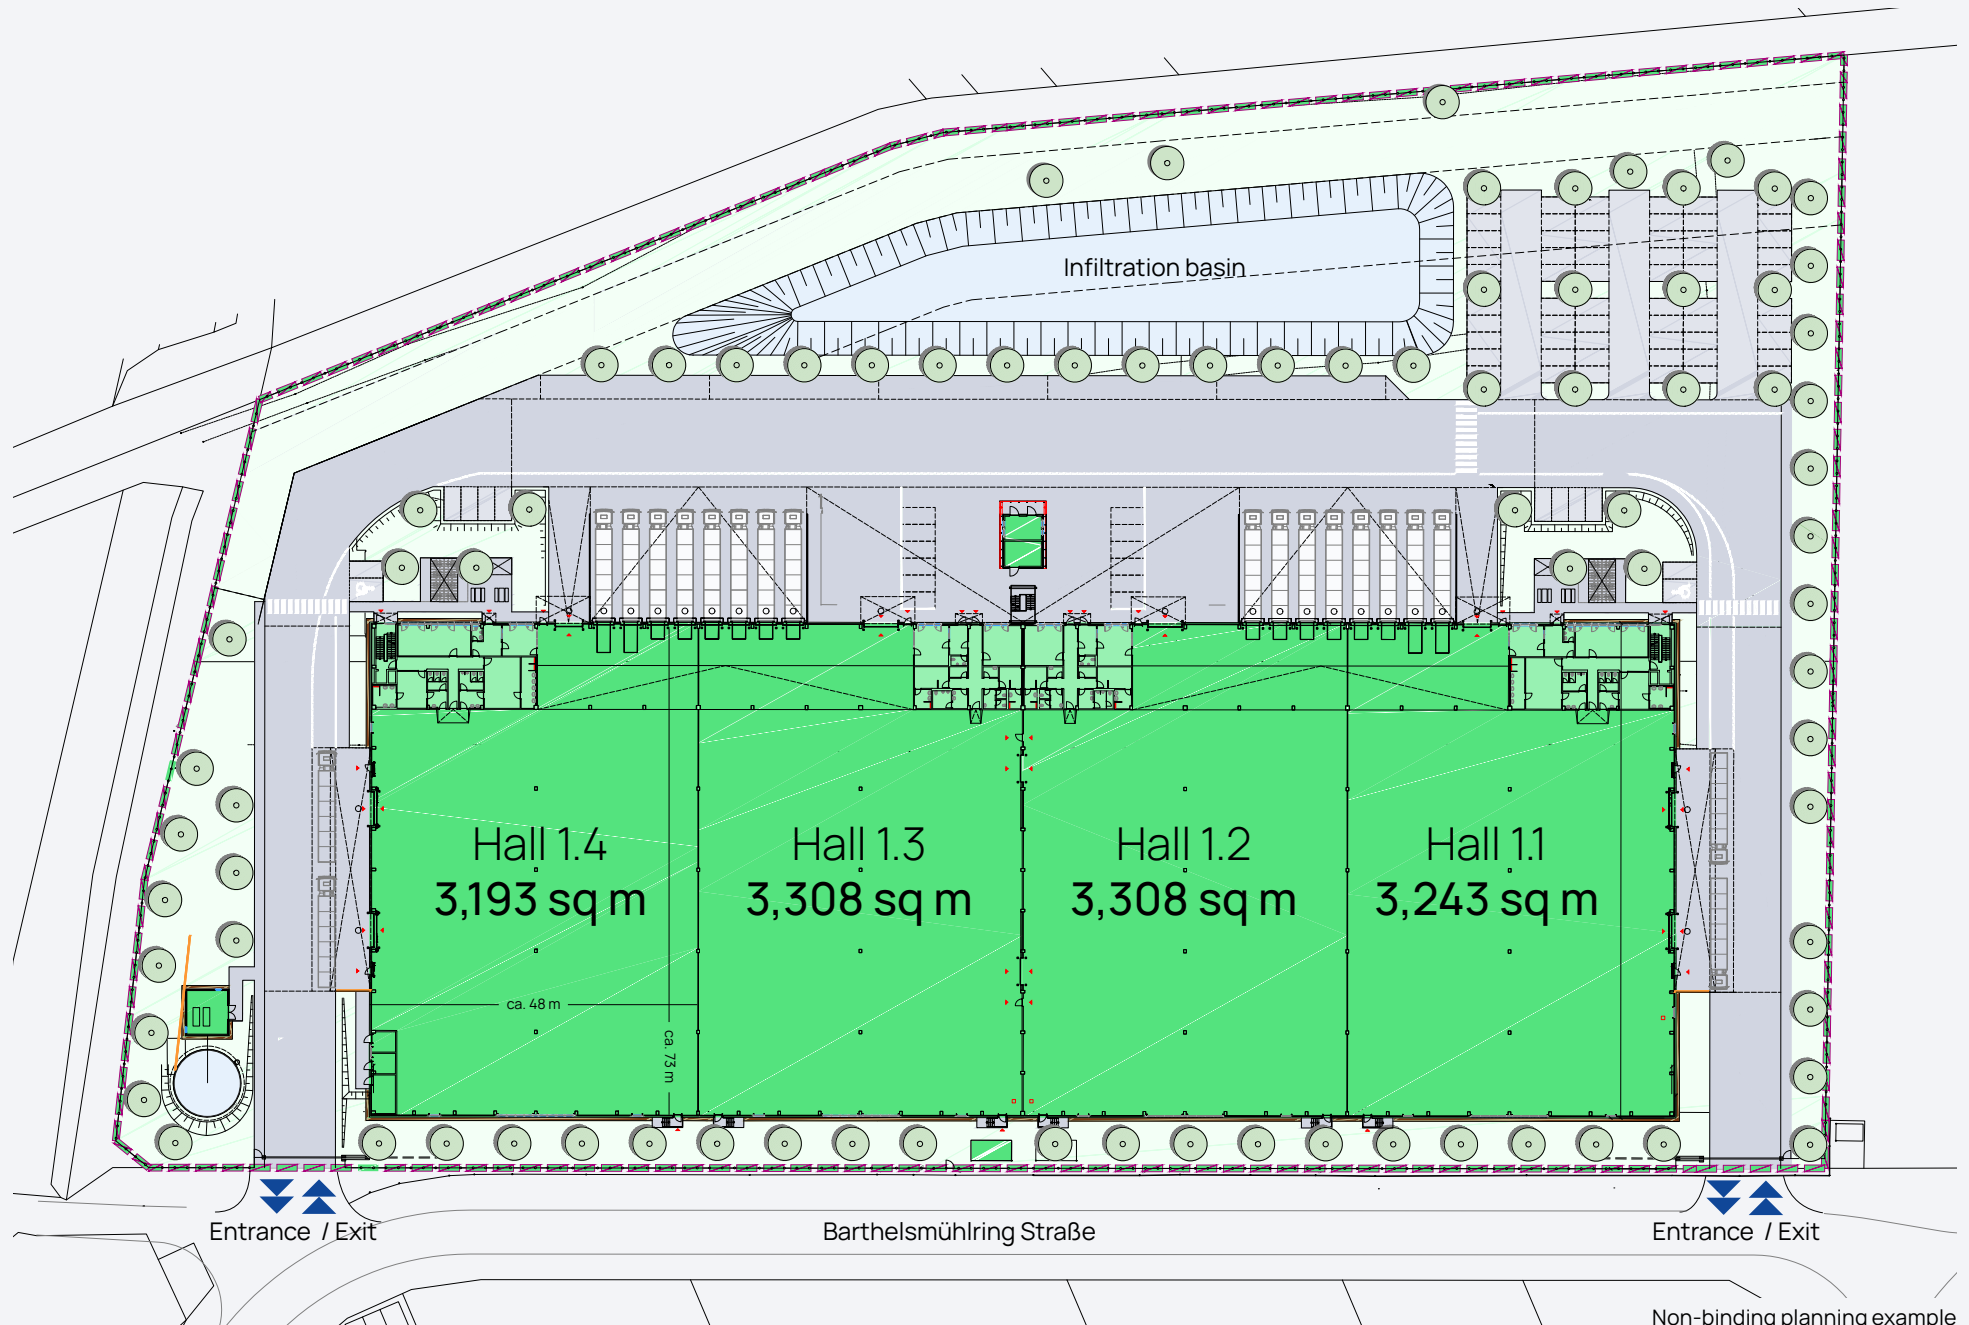 Infiltration basin
Hall 1.4
3,193 sq m
Hall 1.3
3,308 sq m
Hall 1.2
3,308 sq m
Hall 1.1
3,243 sq m
ca. 48 m
ca. 73 m
Entrance / Exit
Barthelsmühlring Straße
Entrance / Exit
Non-binding planning example